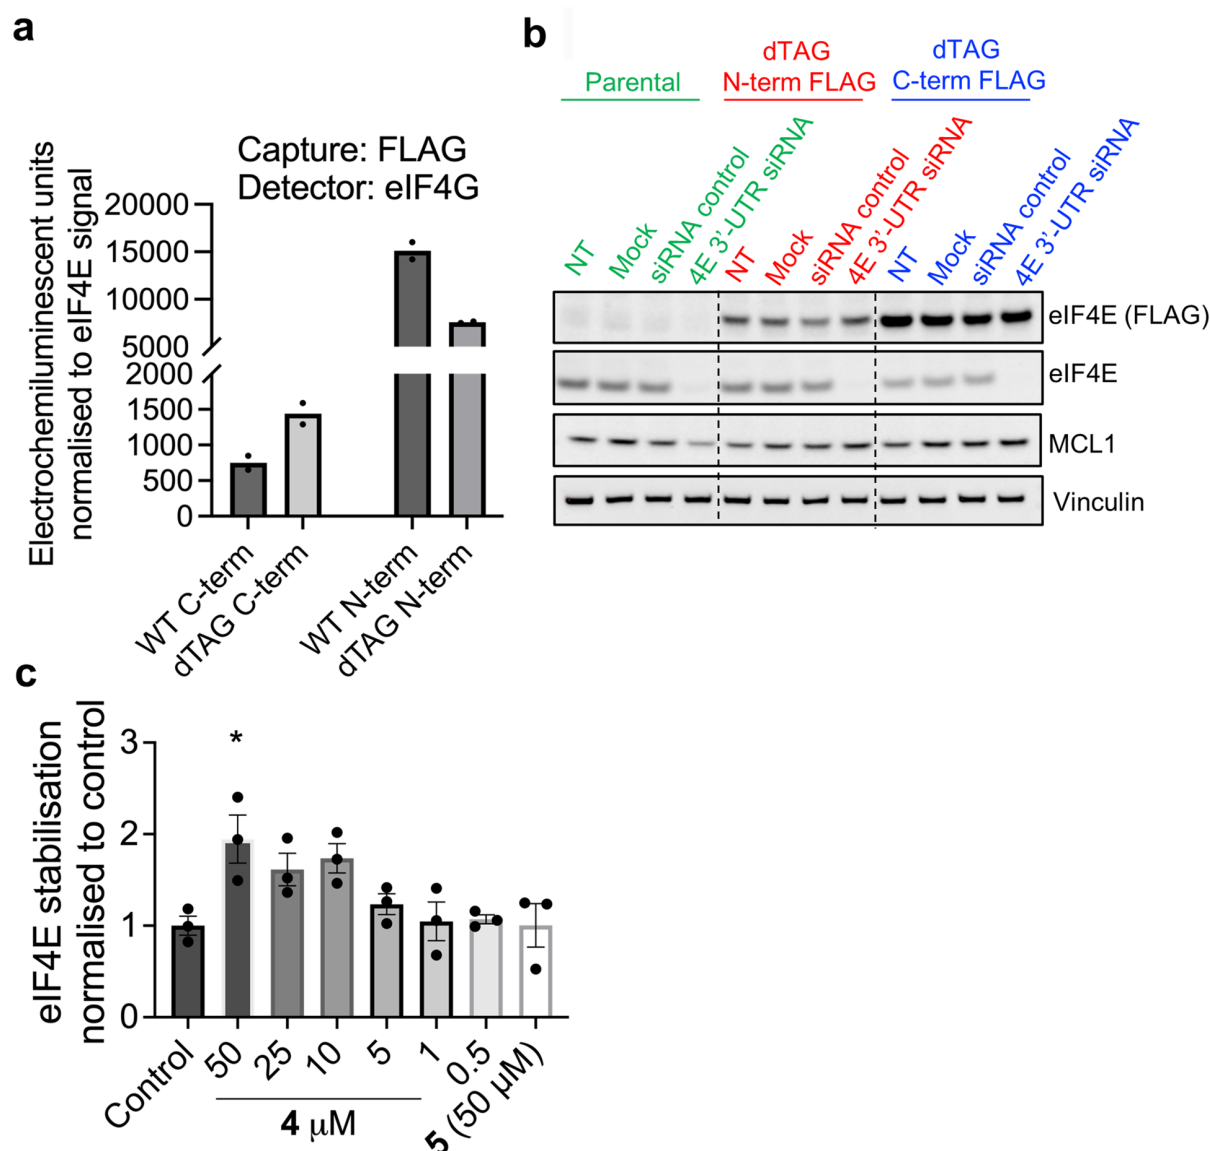 a
Electrochemiluminescent units
normalised to eIF4E signal
Capture: FLAG
Detector: eIF4G
20000
15000
10000
5000
2000
1500
1000
500
0
WT C-term
dTAG C-term
WT N-term
dTAG N-term
b
Parental
dTAG
N-term FLAG
dTAG
C-term FLAG
NT
Mock
siRNA control
4E 3’-UTR siRNA
NT
Mock
siRNA control
4E 3’-UTR siRNA
NT
Mock
siRNA control
4E 3’-UTR siRNA
eIF4E (FLAG)
eIF4E
MCL1
Vinculin
c
eIF4E stabilisation
normalised to control
3
2
1
0
*
Control
50
25
10
5
1
0.5
5 (50 µM)
4 µM